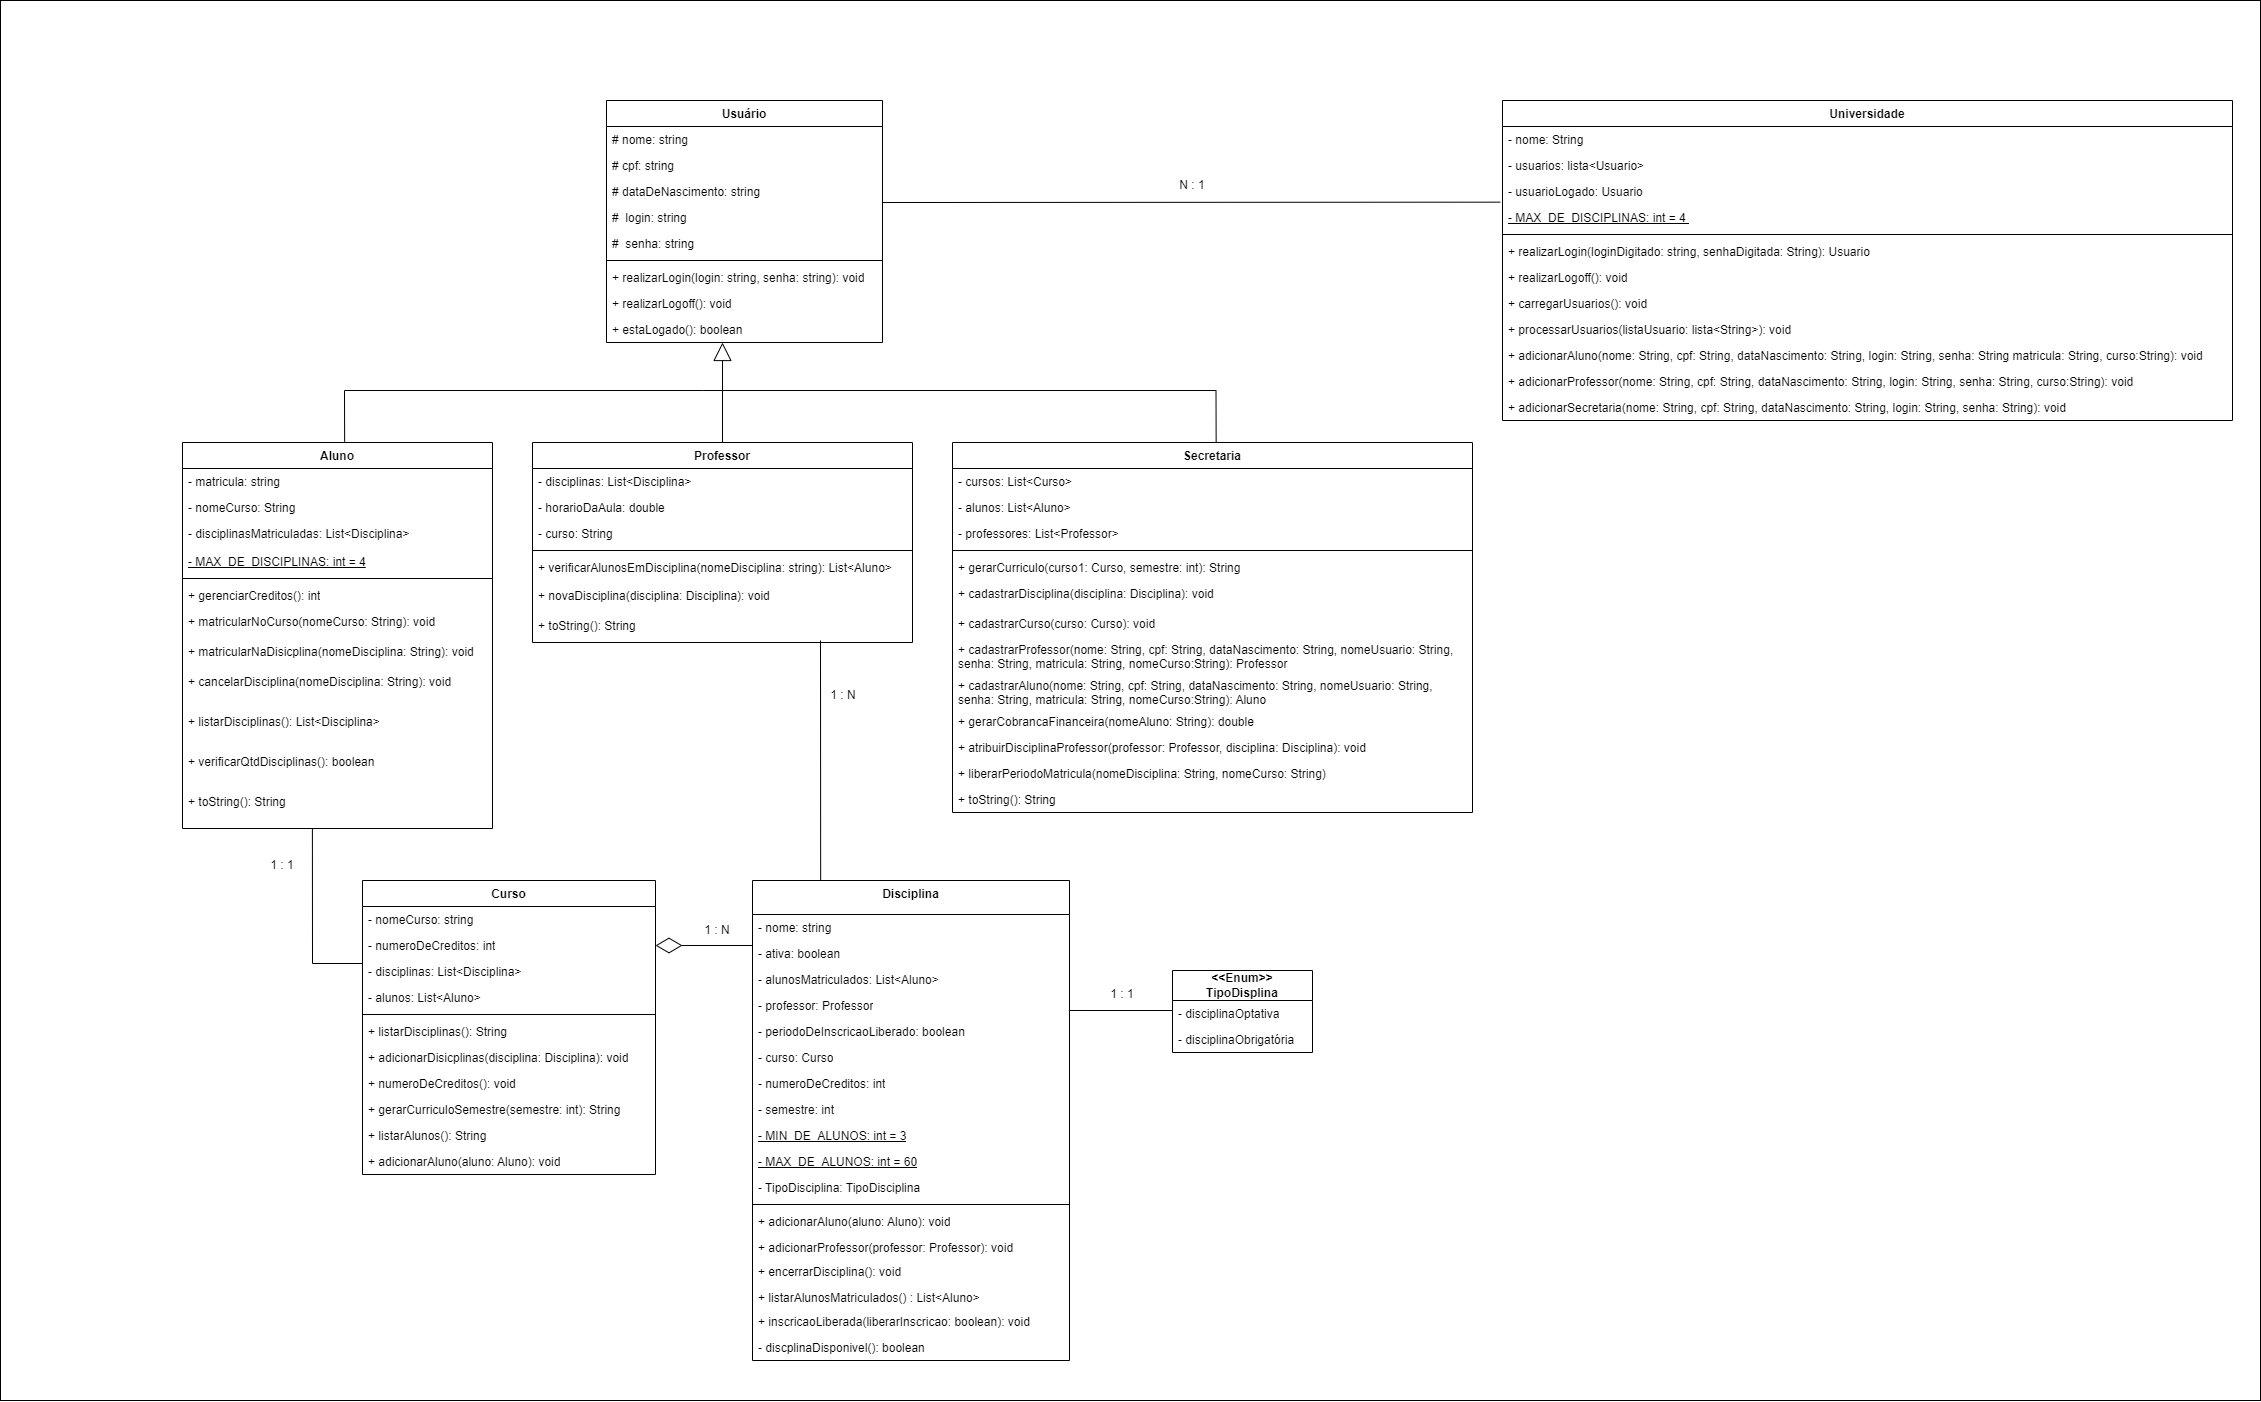 Usuário
# nome: string
# cpf: string
# dataDeNascimento: string
#  login: string
#  senha: string
+ realizarLogin(login: string, senha: string): void
+ realizarLogoff(): void
+ estaLogado(): boolean
N : 1
Universidade
- nome: String
- usuarios: lista<Usuario>
- usuarioLogado: Usuario
- MAX_DE_DISCIPLINAS: int = 4
+ realizarLogin(loginDigitado: string, senhaDigitada: String): Usuario
+ realizarLogoff(): void
+ carregarUsuarios(): void
+ processarUsuarios(listaUsuario: lista<String>): void
+ adicionarAluno(nome: String, cpf: String, dataNascimento: String, login: String, senha: String matricula: String, curso:String): void
+ adicionarProfessor(nome: String, cpf: String, dataNascimento: String, login: String, senha: String, curso:String): void
+ adicionarSecretaria(nome: String, cpf: String, dataNascimento: String, login: String, senha: String): void
Aluno
- matricula: string
- nomeCurso: String
- disciplinasMatriculadas: List<Disciplina>
- MAX_DE_DISCIPLINAS: int = 4
+ gerenciarCreditos(): int
+ matricularNoCurso(nomeCurso: String): void
+ matricularNaDisicplina(nomeDisciplina: String): void
+ cancelarDisciplina(nomeDisciplina: String): void
+ listarDisciplinas(): List<Disciplina>
+ verificarQtdDisciplinas(): boolean
+ toString(): String
Professor
- disciplinas: List<Disciplina>
- horarioDaAula: double
- curso: String
+ verificarAlunosEmDisciplina(nomeDisciplina: string): List<Aluno>
+ novaDisciplina(disciplina: Disciplina): void
+ toString(): String
Secretaria
- cursos: List<Curso>
- alunos: List<Aluno>
- professores: List<Professor>
+ gerarCurriculo(curso1: Curso, semestre: int): String
+ cadastrarDisciplina(disciplina: Disciplina): void
+ cadastrarCurso(curso: Curso): void
+ cadastrarProfessor(nome: String, cpf: String, dataNascimento: String, nomeUsuario: String,
senha: String, matricula: String, nomeCurso:String): Professor
+ cadastrarAluno(nome: String, cpf: String, dataNascimento: String, nomeUsuario: String,
senha: String, matricula: String, nomeCurso:String): Aluno
+ gerarCobrancaFinanceira(nomeAluno: String): double
+ atribuirDisciplinaProfessor(professor: Professor, disciplina: Disciplina): void
+ liberarPeriodoMatricula(nomeDisciplina: String, nomeCurso: String)
+ toString(): String
1 : N
1 : 1
Curso
- nomeCurso: string
- numeroDeCreditos: int
- disciplinas: List<Disciplina>
- alunos: List<Aluno>
+ listarDisciplinas(): String
+ adicionarDisicplinas(disciplina: Disciplina): void
+ numeroDeCreditos(): void
+ gerarCurriculoSemestre(semestre: int): String
+ listarAlunos(): String
+ adicionarAluno(aluno: Aluno): void
1 : N
Disciplina
- nome: string
- ativa: boolean
- alunosMatriculados: List<Aluno>
- professor: Professor
- periodoDeInscricaoLiberado: boolean
- curso: Curso
- numeroDeCreditos: int
- semestre: int
- MIN_DE_ALUNOS: int = 3
- MAX_DE_ALUNOS: int = 60
- TipoDisciplina: TipoDisciplina
+ adicionarAluno(aluno: Aluno): void
+ adicionarProfessor(professor: Professor): void
+ encerrarDisciplina(): void
+ listarAlunosMatriculados() : List<Aluno>
+ inscricaoLiberada(liberarInscricao: boolean): void
- discplinaDisponivel(): boolean
1 : 1
<<Enum>>
TipoDisplina
- disciplinaOptativa
- disciplinaObrigatória